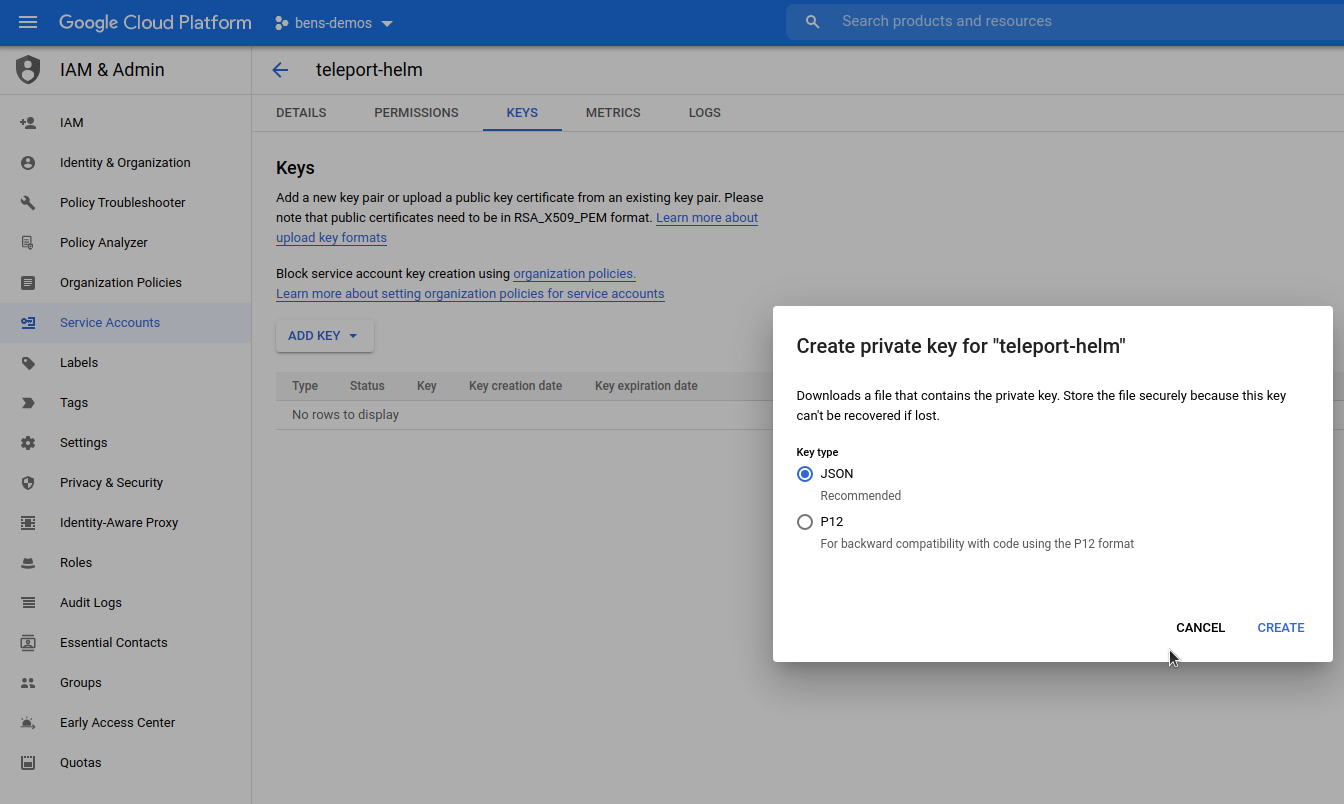 Google Cloud Platform
bens-demos
Search products and resources
IAM & Admin
teleport-helm
IAM
Identity & Organization
Policy Troubleshooter
Policy Analyzer
Organization Policies
Service Accounts
Labels
Tags
Settings
Privacy & Security
Identity-Aware Proxy
Roles
Audit Logs
Essential Contacts
Groups
Early Access Center
Quotas
DETAILS PERMISSIONS KEYS METRICS LOGS
Keys
Add a new key pair or upload a public key certificate from an existing key pair. Please
note that public certificates need to be in RSA_X509_PEM format. Learn more about
upload key formats
Block service account key creation using organization policies.
Learn more about setting organization policies for service accounts
ADD KEY
Type Status Key Key creation date Key expiration date
No rows to display
Create private key for "teleport-helm"
Downloads a file that contains the private key. Store the file securely because this key
can't be recovered if lost.
Key type
JSON
Recommended
P12
For backward compatibility with code using the P12 format
CANCEL CREATE